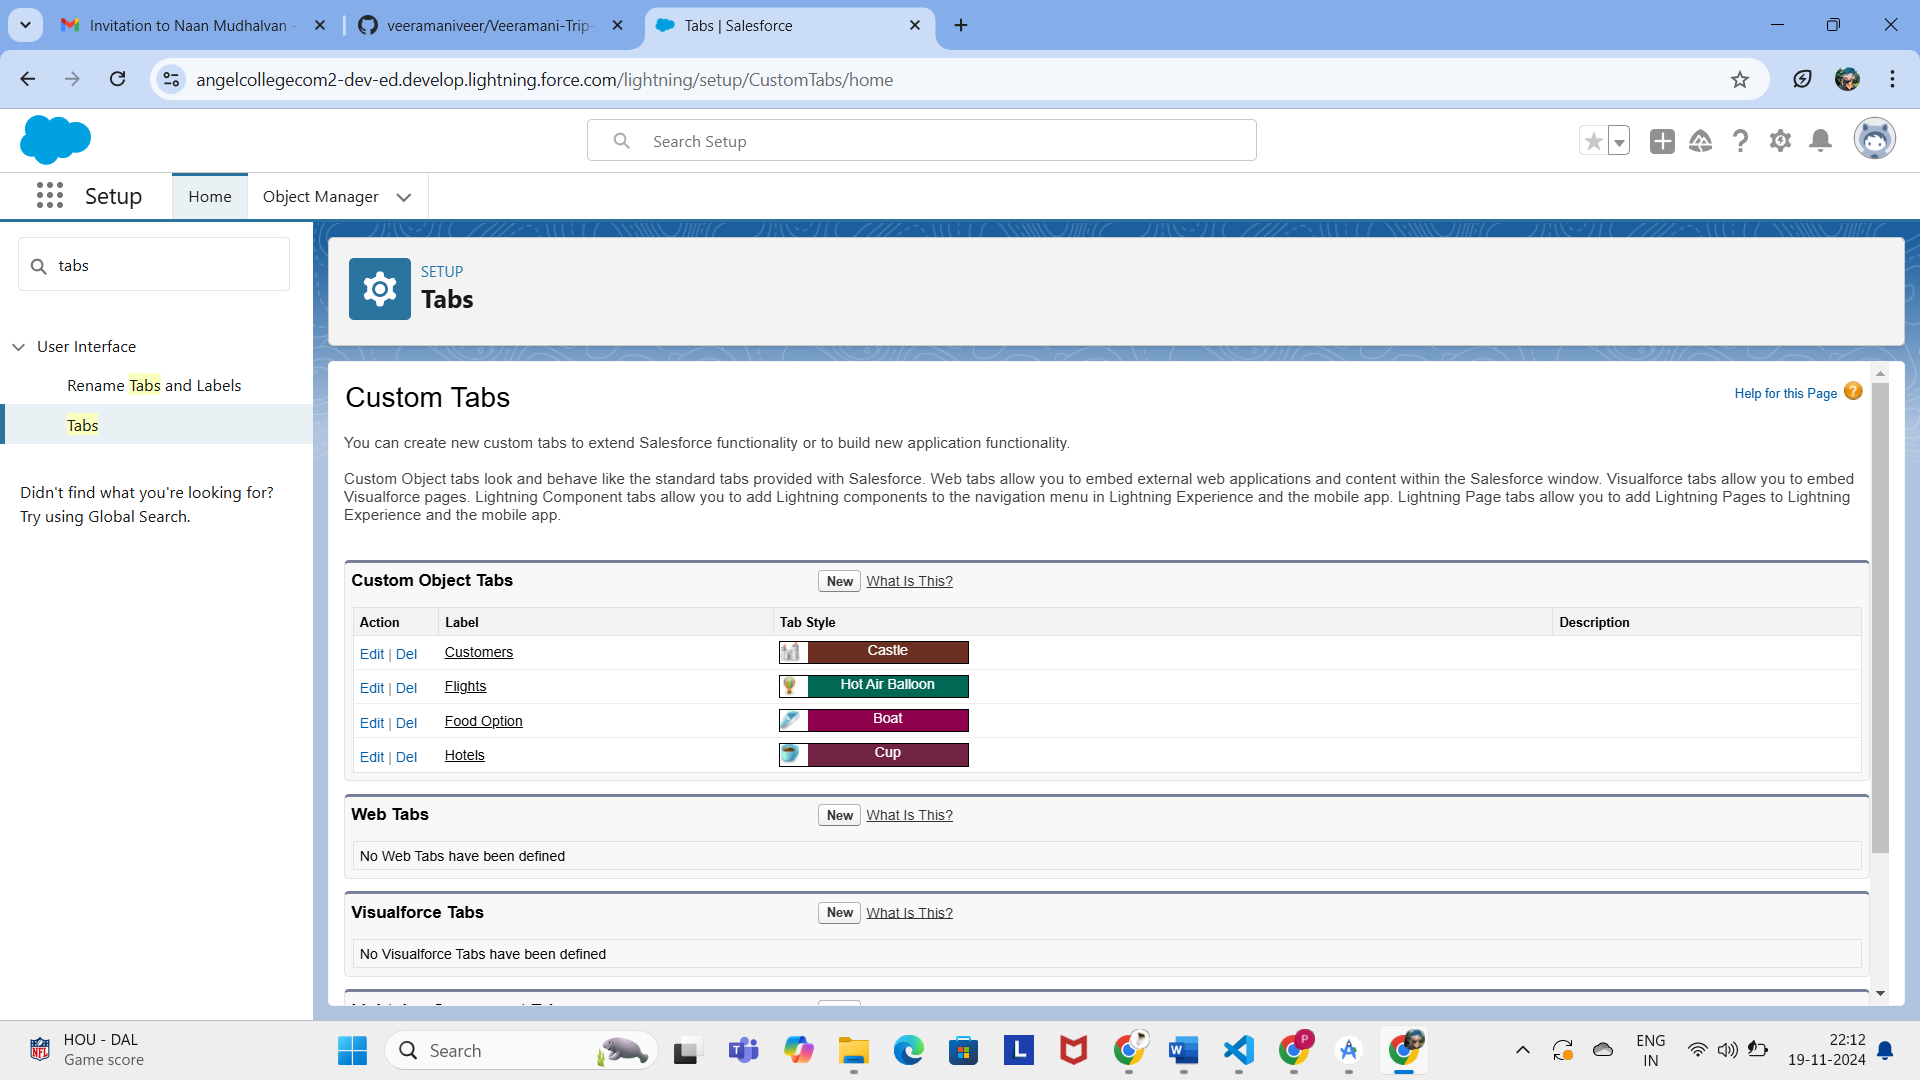 Invitation to Naan Mudhalvan -
veeramaniveer/Veeramani-Trip-
Tabs | Salesforce
angelcollegecom2-dev-ed.develop.lightning.force.com/lightning/setup/CustomTabs/home
Search Setup
Setup
Home
Object Manager
tabs
User Interface
Rename Tabs and Labels
Tabs
Didn't find what you're looking for?
Try using Global Search.
SETUP
Tabs
Custom Tabs
Help for this Page ?
You can create new custom tabs to extend Salesforce functionality or to build new application functionality.
Custom Object tabs look and behave like the standard tabs provided with Salesforce. Web tabs allow you to embed external web applications and content within the Salesforce window. Visualforce tabs allow you to embed
Visualforce pages. Lightning Component tabs allow you to add Lightning components to the navigation menu in Lightning Experience and the mobile app. Lightning Page tabs allow you to add Lightning Pages to Lightning
Experience and the mobile app.
Custom Object Tabs New What Is This?
Action Label Tab Style Description
Edit | Del Customers Castle
Edit | Del Flights Hot Air Balloon
Edit | Del Food Option Boat
Edit | Del Hotels Cup
Web Tabs New What Is This?
No Web Tabs have been defined
Visualforce Tabs New What Is This?
No Visualforce Tabs have been defined
HOU - DAL
Game score
Search
ENG
IN
22:12
19-11-2024